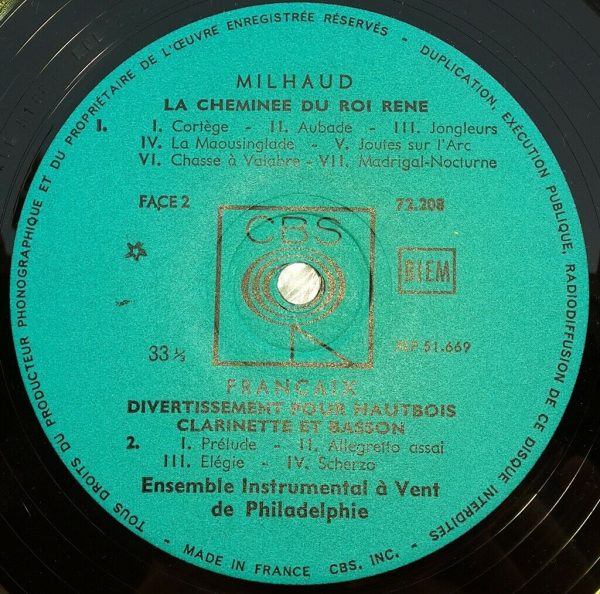 TOUS DROITS DU PRODUCTEUR PHONOGRAPHIQUE ET DU PROPRIÉTAIRE DE L'ŒUVRE ENREGISTRÉE RÉSERVÉS - DUPLICATION, EXÉCUTION PUBLIQUE, RADIODIFFUSION DE CE DISQUE INTERDITES
MILHAUD
LA CHEMINEE DU ROI RENE
1. I. Cortège - II. Aubade - III. Jongleurs
IV. La Maousinglade - V. Joutes sur l'Arc
VI. Chasse à Valabre - VII. Madrigal-Nocturne
FACE 2
72.208
CBS
BIEM
33 ⅓
51.669
FRANCAIX
DIVERTISSEMENT POUR HAUTBOIS
CLARINETTE ET BASSON
2. I. Prélude - II. Allegretto assai
III. Elégie - IV. Scherzo
Ensemble Instrumental à Vent
de Philadelphie
- MADE IN FRANCE CBS, INC. -